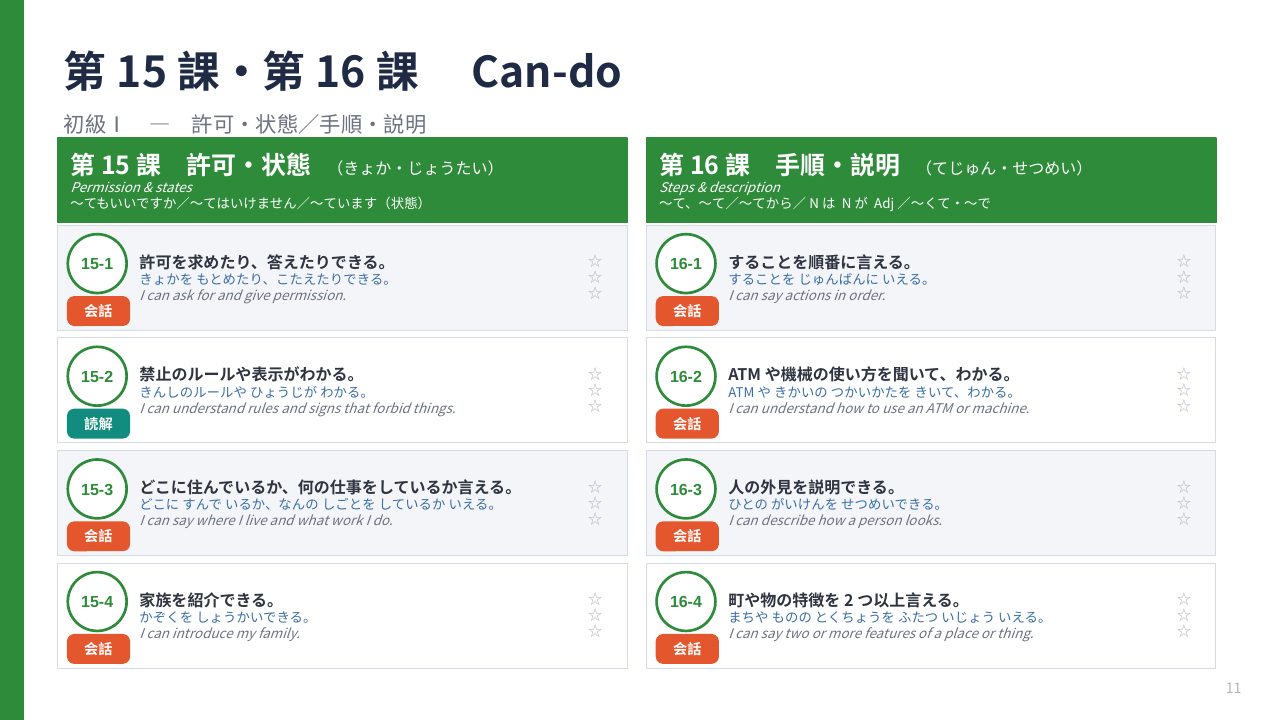 第 15 課・第 16 課　Can-do
初級 I　—　許可・状態／手順・説明
第 15 課　許可・状態　（きょか・じょうたい）
Permission & states
～てもいいですか／～てはいけません／～ています（状態）
15-1
会話
許可を求めたり、答えたりできる。
きょかを もとめたり、こたえたりできる。
I can ask for and give permission.
☆
☆
☆
15-2
読解
禁止のルールや表示がわかる。
きんしのルールや ひょうじが わかる。
I can understand rules and signs that forbid things.
☆
☆
☆
15-3
会話
どこに住んでいるか、何の仕事をしているか言える。
どこに すんで いるか、なんの しごとを しているか いえる。
I can say where I live and what work I do.
☆
☆
☆
15-4
会話
家族を紹介できる。
かぞくを しょうかいできる。
I can introduce my family.
☆
☆
☆
第 16 課　手順・説明　（てじゅん・せつめい）
Steps & description
～て、～て／～てから／ N は N が Adj ／～くて・～で
16-1
会話
することを順番に言える。
することを じゅんばんに いえる。
I can say actions in order.
☆
☆
☆
16-2
会話
ATM や機械の使い方を聞いて、わかる。
ATM や きかいの つかいかたを きいて、わかる。
I can understand how to use an ATM or machine.
☆
☆
☆
16-3
会話
人の外見を説明できる。
ひとの がいけんを せつめいできる。
I can describe how a person looks.
☆
☆
☆
16-4
会話
町や物の特徴を 2 つ以上言える。
まちや ものの とくちょうを ふたつ いじょう いえる。
I can say two or more features of a place or thing.
☆
☆
☆
11